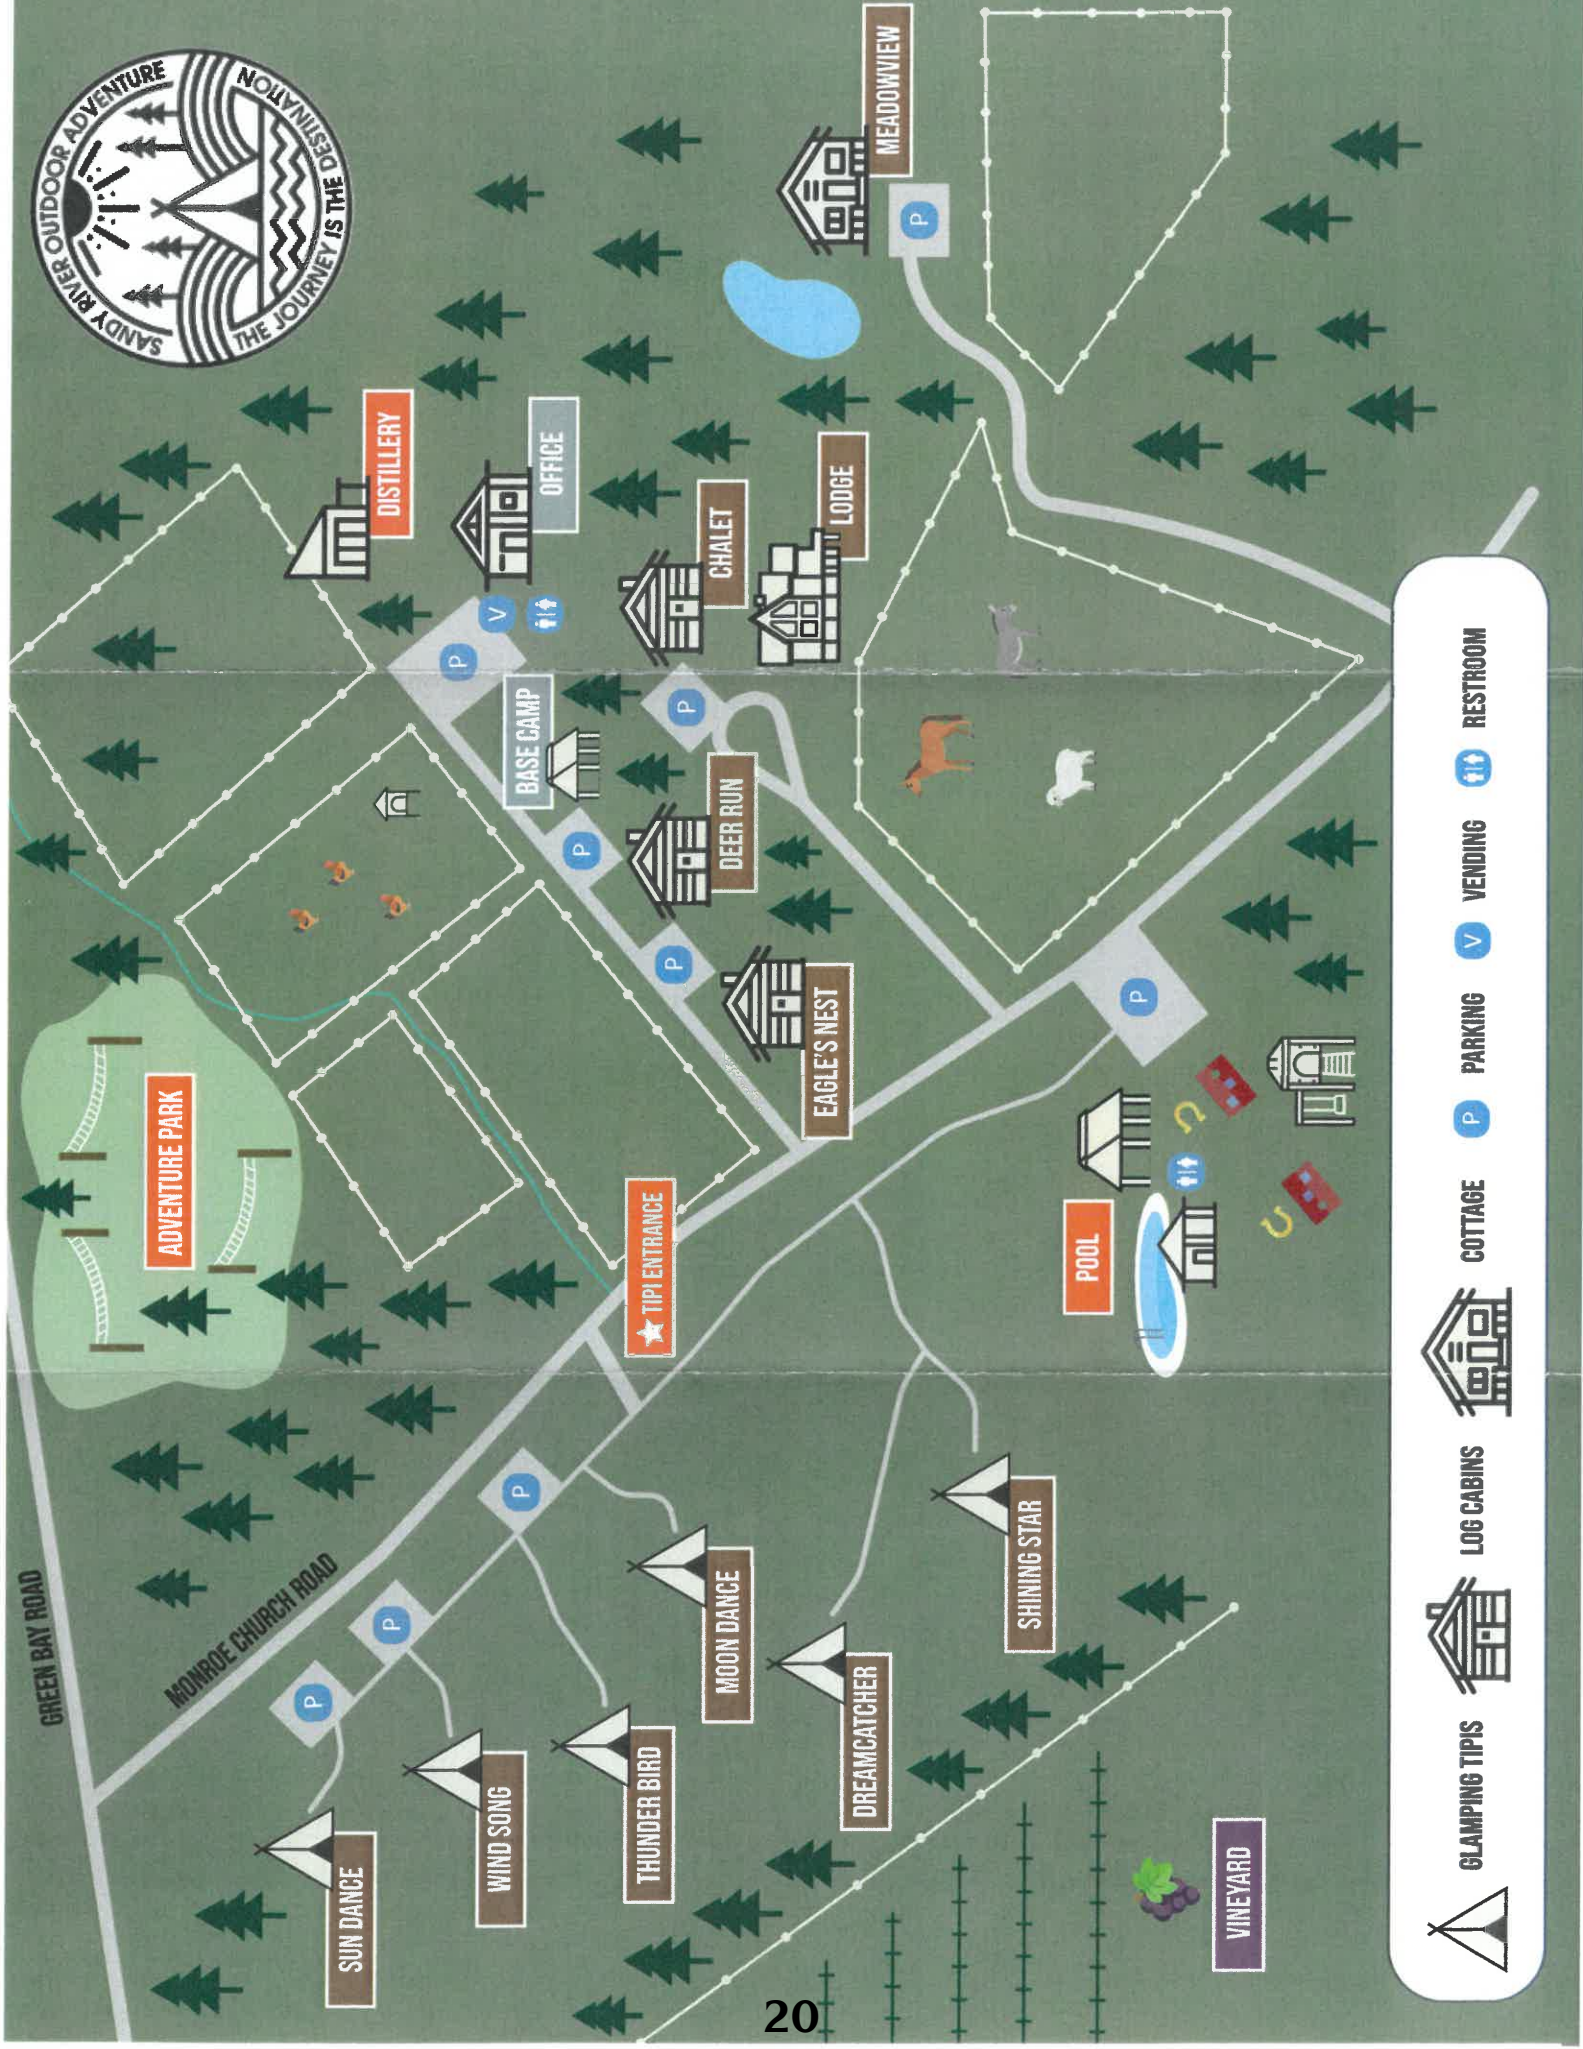 GREEN BAY ROAD
MONROE CHURCH ROAD
ADVENTURE PARK
SANDY RIVER OUTDOOR ADVENTURE
THE JOURNEY IS THE DESTINATION
DISTILLERY
OFFICE
P
V
BASE CAMP
CHALET
LODGE
MEADOWVIEW
P
P
P
DEER RUN
P
EAGLE'S NEST
TIPI ENTRANCE
P
P
P
SUN DANCE
WIND SONG
THUNDER BIRD
MOON DANCE
DREAMCATCHER
SHINING STAR
POOL
P
VINEYARD
GLAMPING TIPIS
LOG CABINS
COTTAGE
P PARKING
V VENDING
RESTROOM
20